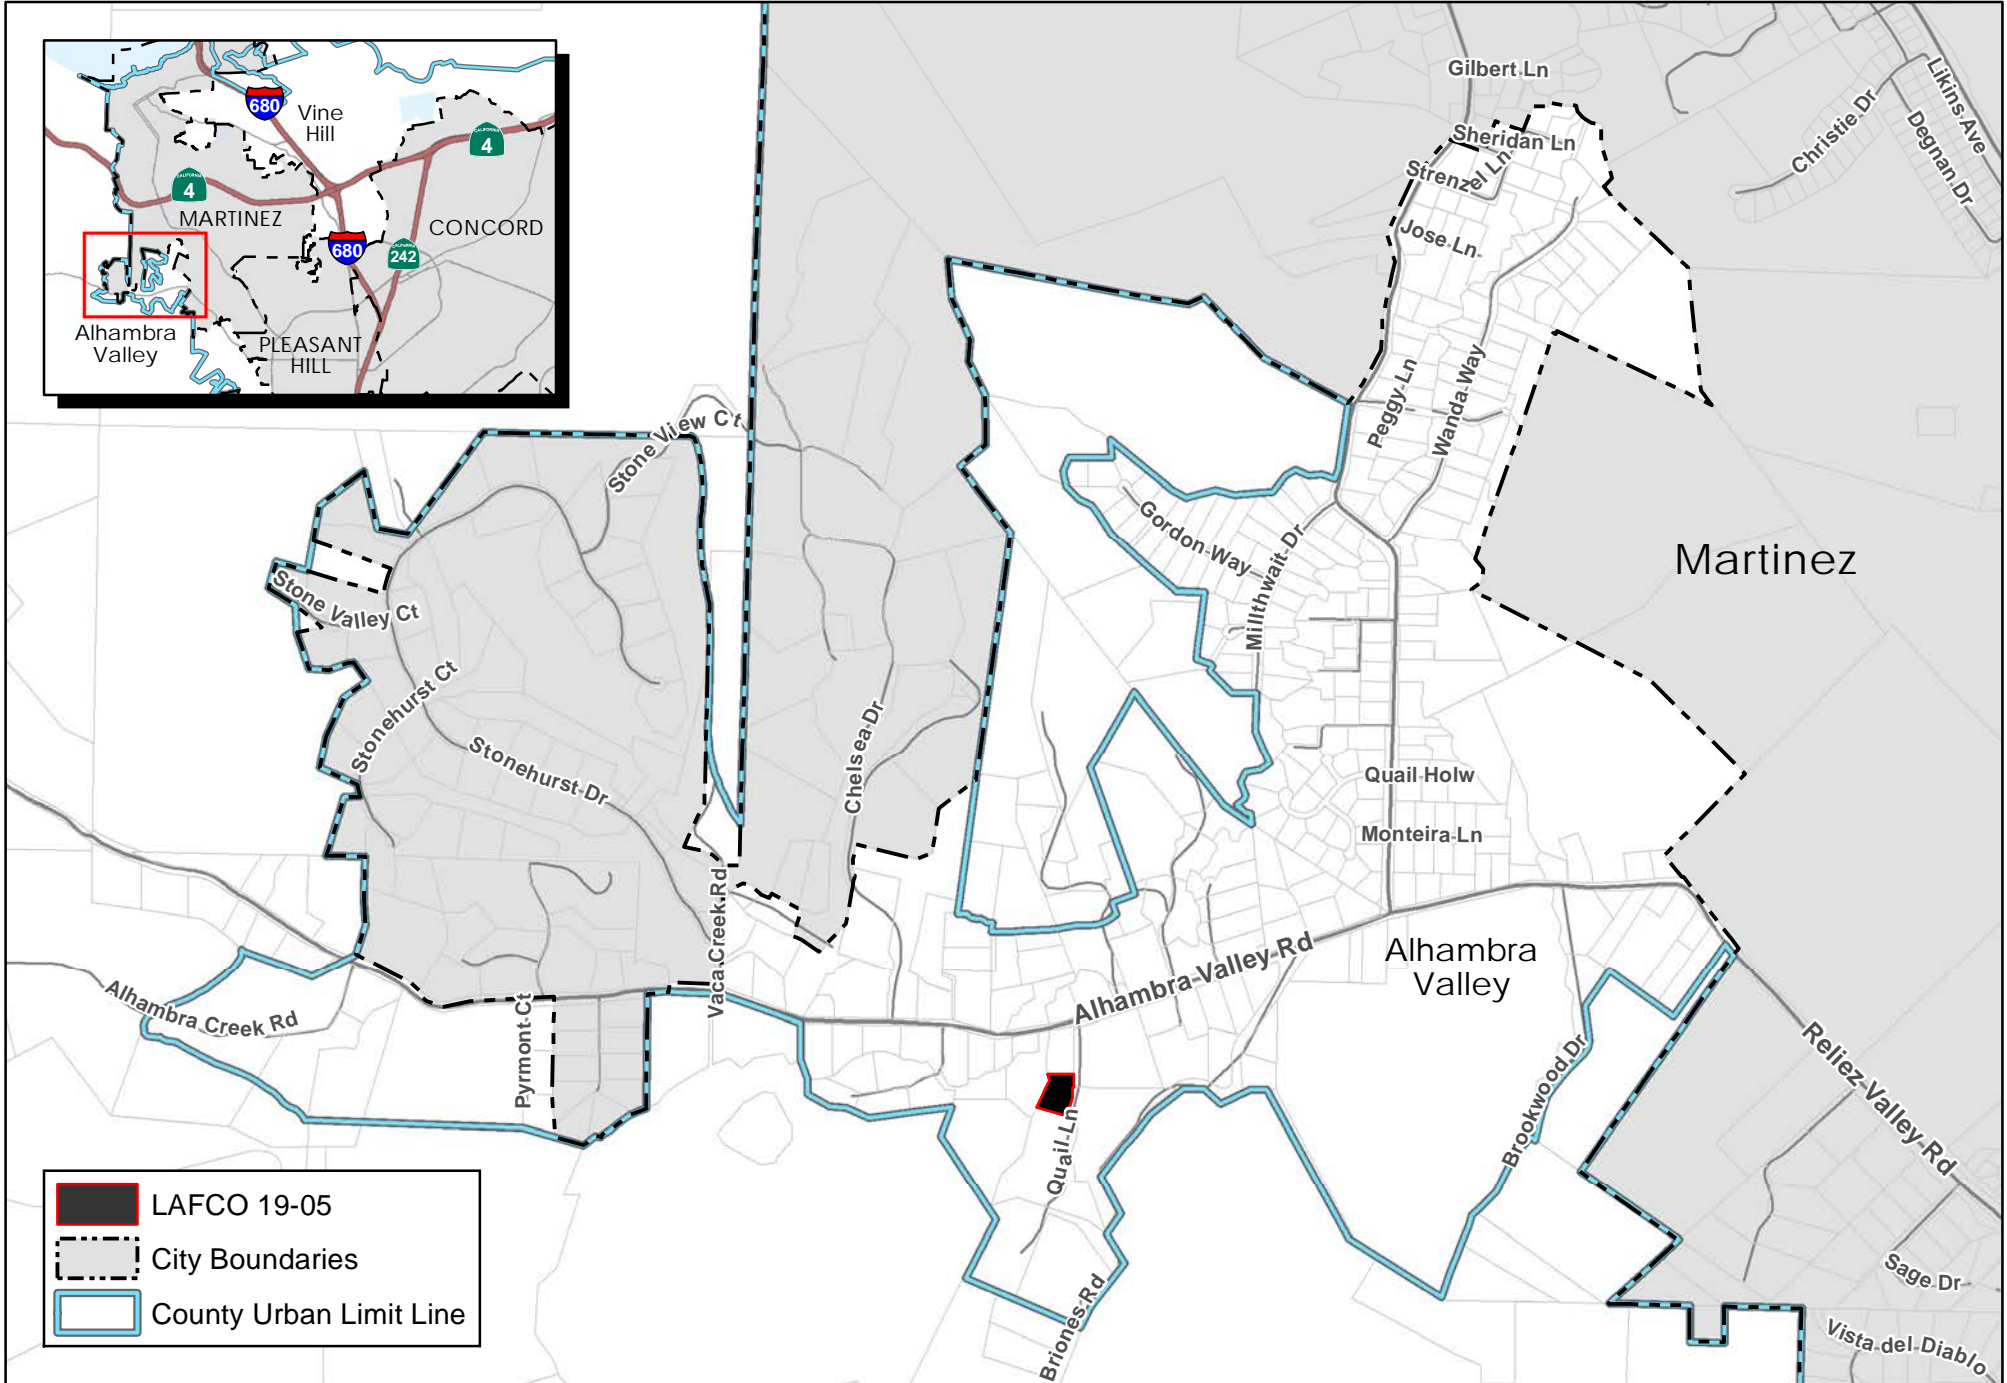 680
Vine
Hill
CALIFORNIA
4
CALIFORNIA
4
MARTINEZ
CONCORD
680
CALIFORNIA
242
Alhambra
Valley
PLEASANT
HILL
Gilbert Ln
Sheridan Ln
Strenzel Ln
Jose Ln
Christie Dr
Likins Ave
Degnan Dr
Peggy Ln
Wanda Way
Stone View Ct
Gordon Way
Millthwait Dr
Martinez
Stone Valley Ct
Stonehurst Ct
Stonehurst Dr
Chelsea Dr
Quail Holw
Monteira Ln
Vaca Creek Rd
Alhambra Valley Rd
Alhambra
Valley
Alhambra Creek Rd
Pyrmont Ct
Quail Ln
Brookwood Dr
Reliez Valley Rd
Briones Rd
Sage Dr
Vista del Diablo
LAFCO 19-05
City Boundaries
County Urban Limit Line